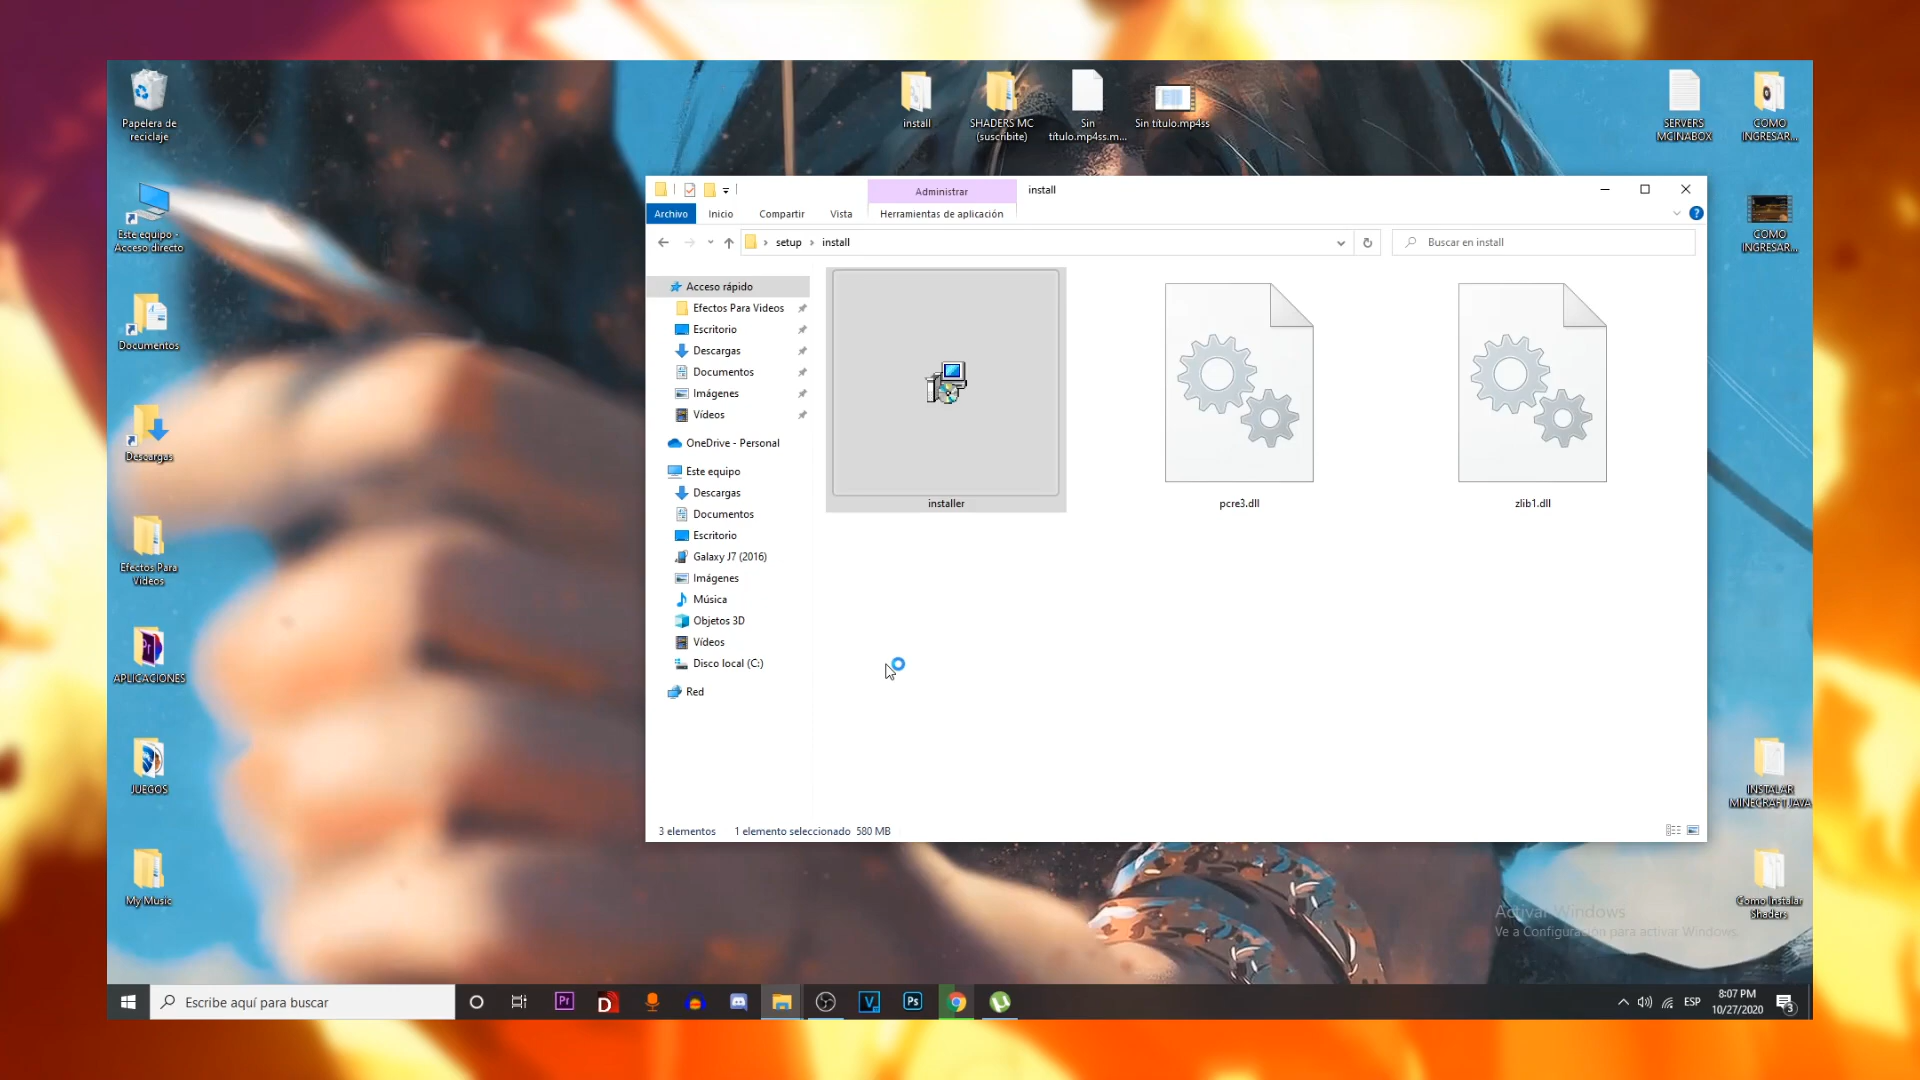 Papelera de
reciclaje
Este equipo -
Acceso directo
Documentos
Descargas
Efectos Para
Videos
APLICACIONES
JUEGOS
My Music
install
SHADERS MC
(suscribite)
Sin
título.mp4ss.m...
Sin título.mp4ss
SERVERS
MCINABOX
COMO
INGRESAR...
COMO
INGRESAR...
INSTALAR
MINECRAFT JAVA
Como Instalar
Shaders
Administrar
install
Archivo
Inicio
Compartir
Vista
Herramientas de aplicación
setup
install
Buscar en install
Acceso rápido
Efectos Para Videos
Escritorio
Descargas
Documentos
Imágenes
Vídeos
OneDrive - Personal
Este equipo
Descargas
Documentos
Escritorio
Galaxy J7 (2016)
Imágenes
Música
Objetos 3D
Vídeos
Disco local (C:)
Red
installer
pcre3.dll
zlib1.dll
3 elementos
1 elemento seleccionado 580 MB
Activar Windows
Ve a Configuración para activar Windows.
Escribe aquí para buscar
Pr
D
V
Ps
ESP
8:07 PM
10/27/2020
3